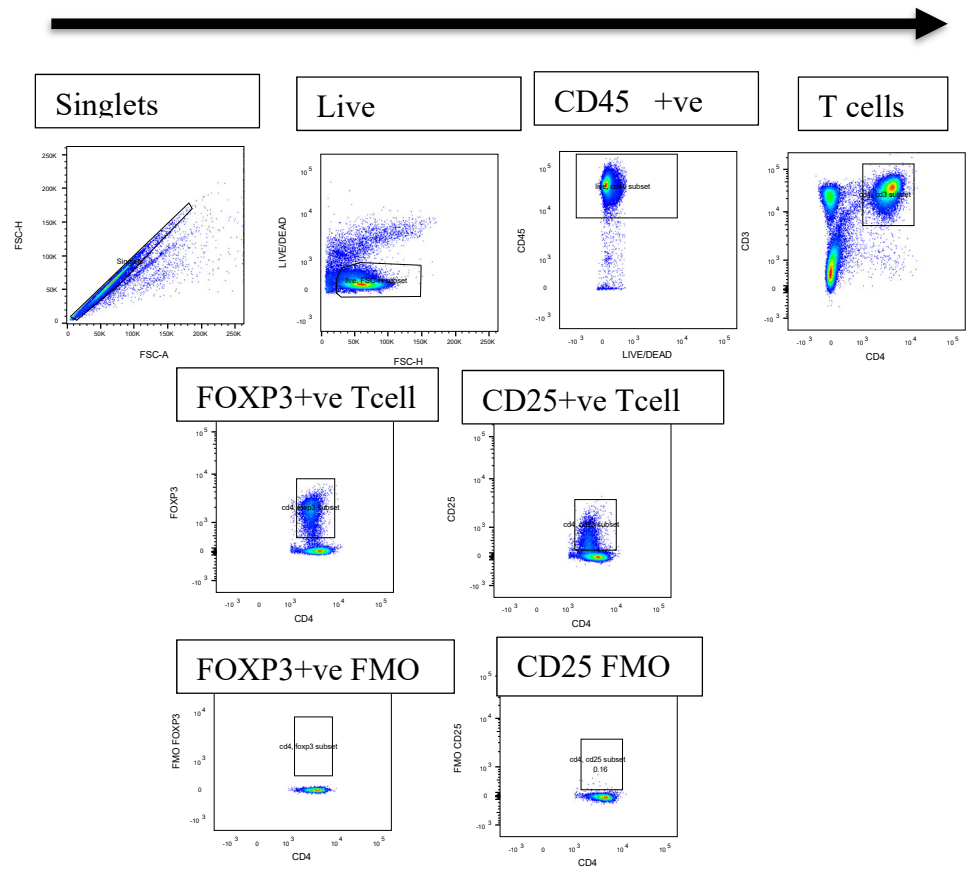 Singlets
Live
CD45 +ve
T cells
250K
200K
150K
100K
50K
0
FSC-H
Singlets
0
50K
100K
150K
200K
250K
FSC-A
10 5
10 4
10 3
0
-10 3
LIVE/DEAD
50K
100K
150K
200K
250K
FSC-H
10 5
10 4
10 3
0
-10 3
CD45
-10 3
0
10 3
10 4
10 5
LIVE/DEAD
10 5
10 4
10 3
0
-10 3
CD3
-10 3
0
10 3
10 4
10 5
CD4
FOXP3+ve Tcell
CD25+ve Tcell
10 5
10 4
10 3
0
-10 3
FOXP3
cd4, foxp3 subset
-10 3
0
10 3
10 4
10 5
CD4
10 5
10 4
10 3
0
-10 3
CD25
cd4, cd25 subset
-10 3
0
10 3
10 4
10 5
CD4
FOXP3+ve FMO
CD25 FMO
10 4
10 3
0
-10 3
FMO FOXP3
cd4, foxp3 subset
-10 3
0
10 3
10 4
10 5
CD4
10 5
10 4
10 3
0
-10 3
FMO CD25
cd4, cd25 subset
0.16
-10 3
0
10 3
10 4
10 5
CD4